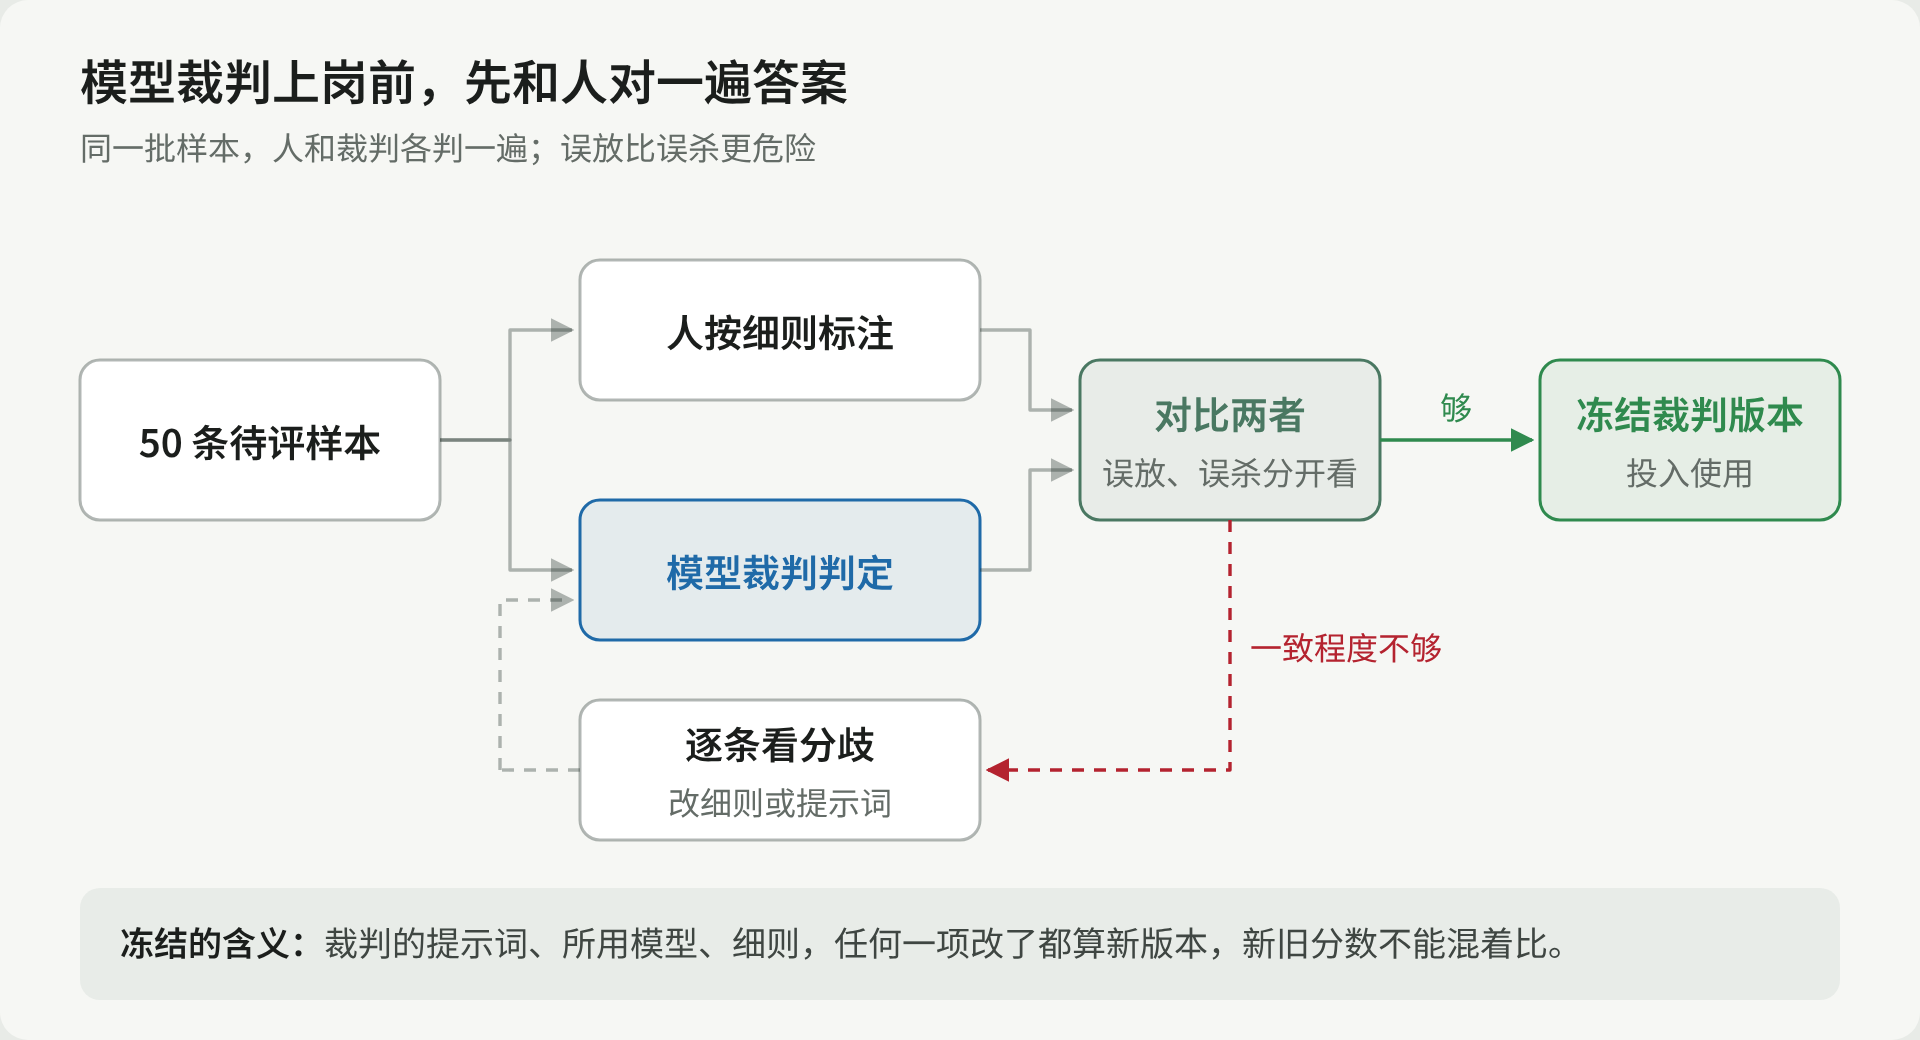 模型裁判上岗前，先和人对一遍答案
同一批样本，人和裁判各判一遍；误放比误杀更危险
人按细则标注
50 条待评样本
对比两者
误放、误杀分开看
够
冻结裁判版本
投入使用
模型裁判判定
一致程度不够
逐条看分歧
改细则或提示词
冻结的含义：裁判的提示词、所用模型、细则，任何一项改了都算新版本，新旧分数不能混着比。